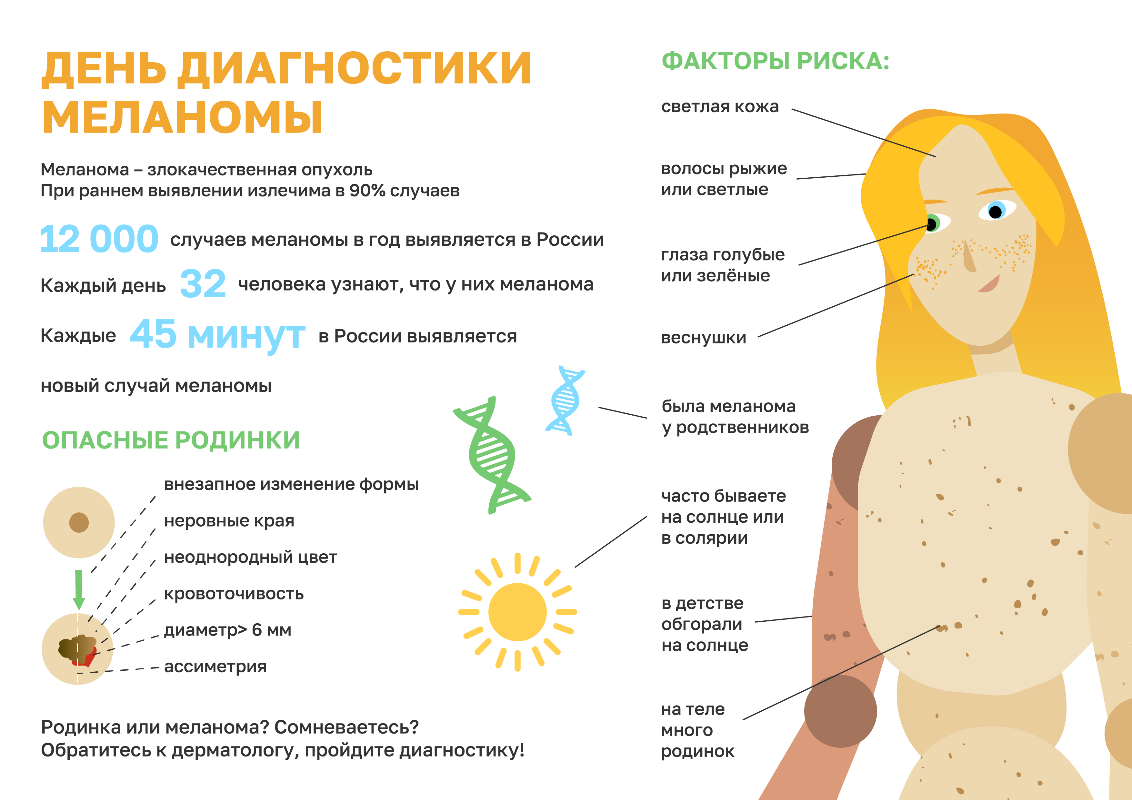 ДЕНЬ ДИАГНОСТИКИ
МЕЛАНОМЫ
Меланома – злокачественная опухоль
При раннем выявлении излечима в 90% случаев
12 000 случаев меланомы в год выявляется в России
Каждый день 32 человека узнают, что у них меланома
Каждые 45 минут в России выявляется
новый случай меланомы
ОПАСНЫЕ РОДИНКИ
внезапное изменение формы
неровные края
неоднородный цвет
кровоточивость
диаметр> 6 мм
ассиметрия
Родинка или меланома? Сомневаетесь?
Обратитесь к дерматологу, пройдите диагностику!
ФАКТОРЫ РИСКА:
светлая кожа
волосы рыжие
или светлые
глаза голубые
или зелёные
веснушки
была меланома
у родственников
часто бываете
на солнце или
в солярии
в детстве
обгорали
на солнце
на теле
много
родинок